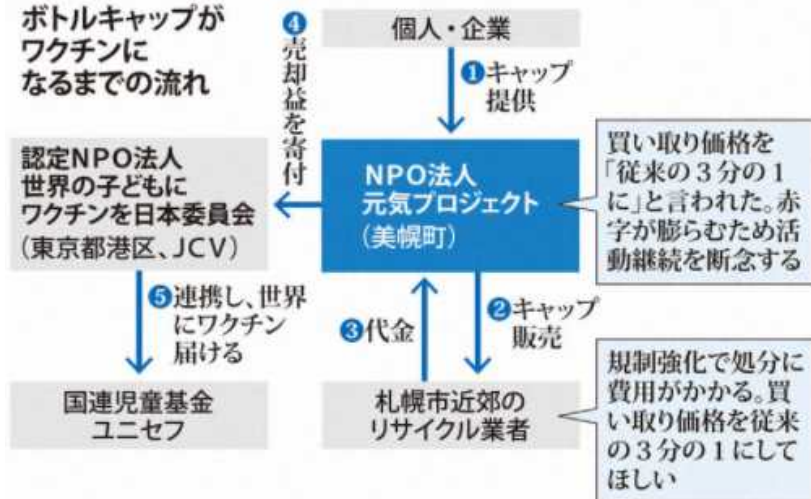 ボトルキャップが
ワクチンに
なるまでの流れ
個人・企業
❶キャップ
提供
❹売却益を寄付
認定NPO法人
世界の子どもに
ワクチンを日本委員会
(東京都港区、JCV)
NPO法人
元気プロジェクト
(美幌町)
買い取り価格を
「従来の3分の1
に」と言われた。赤
字が膨らむため活
動継続を断念する
❺連携し、世界
にワクチン
届ける
❸代金
❷キャップ
販売
国連児童基金
ユニセフ
札幌市近郊の
リサイクル業者
規制強化で処分に
費用がかかる。買
い取り価格を従来
の3分の1にして
ほしい